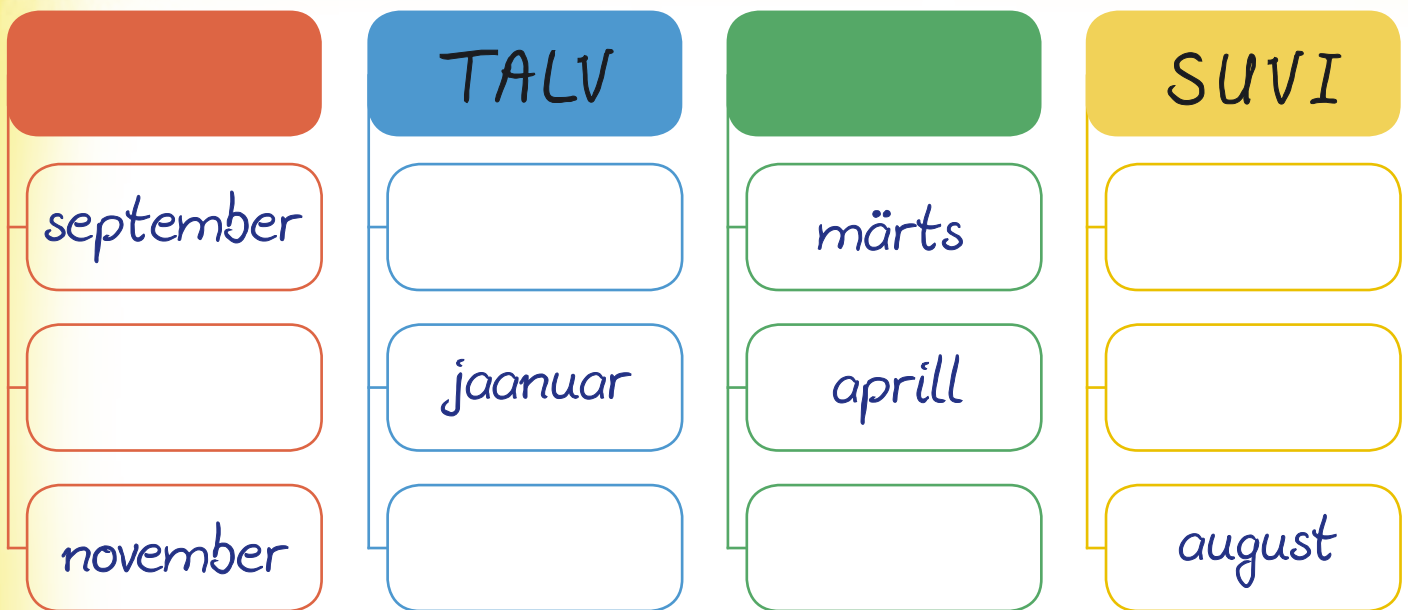 TALV
SUVI
september
märts
jaanuar
aprill
november
august